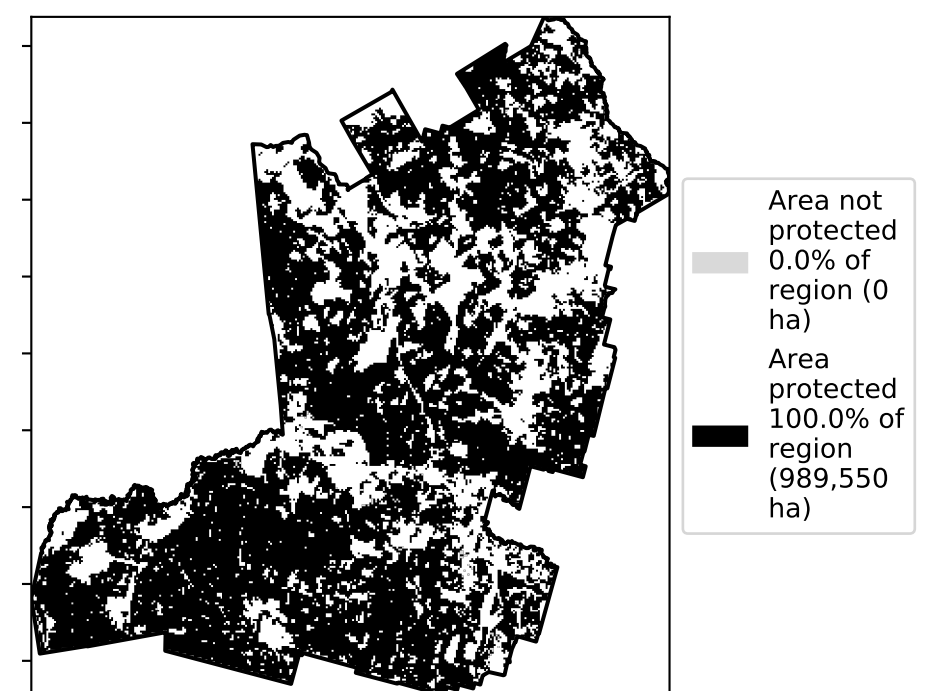 Area not
protected
0.0% of
region (0
ha)
Area
protected
100.0% of
region
(989,550
ha)